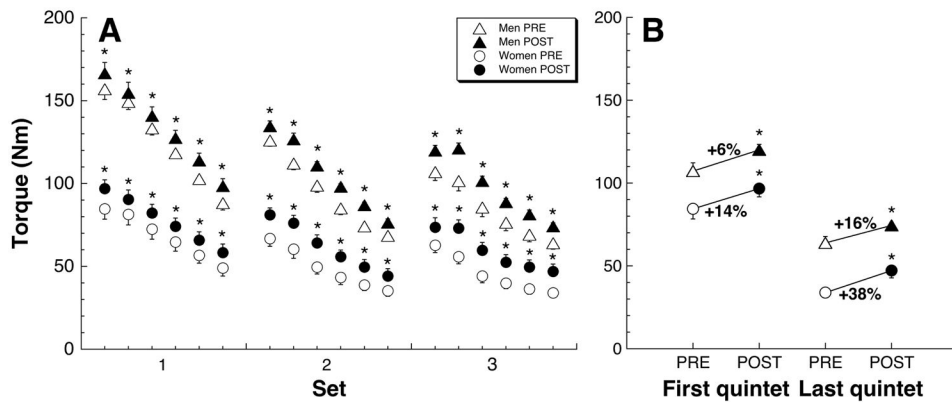 A
Men PRE
Men POST
Women PRE
Women POST
Torque (Nm)
200
150
100
50
0
* * * * * * * * * * * * * * * * * *
* * * * * * * * * * * * * * * * * *
1 2 3
Set
B
200
150
100
50
0
* * * *
+6%
+14%
+16%
+38%
PRE POST PRE POST
First quintet Last quintet